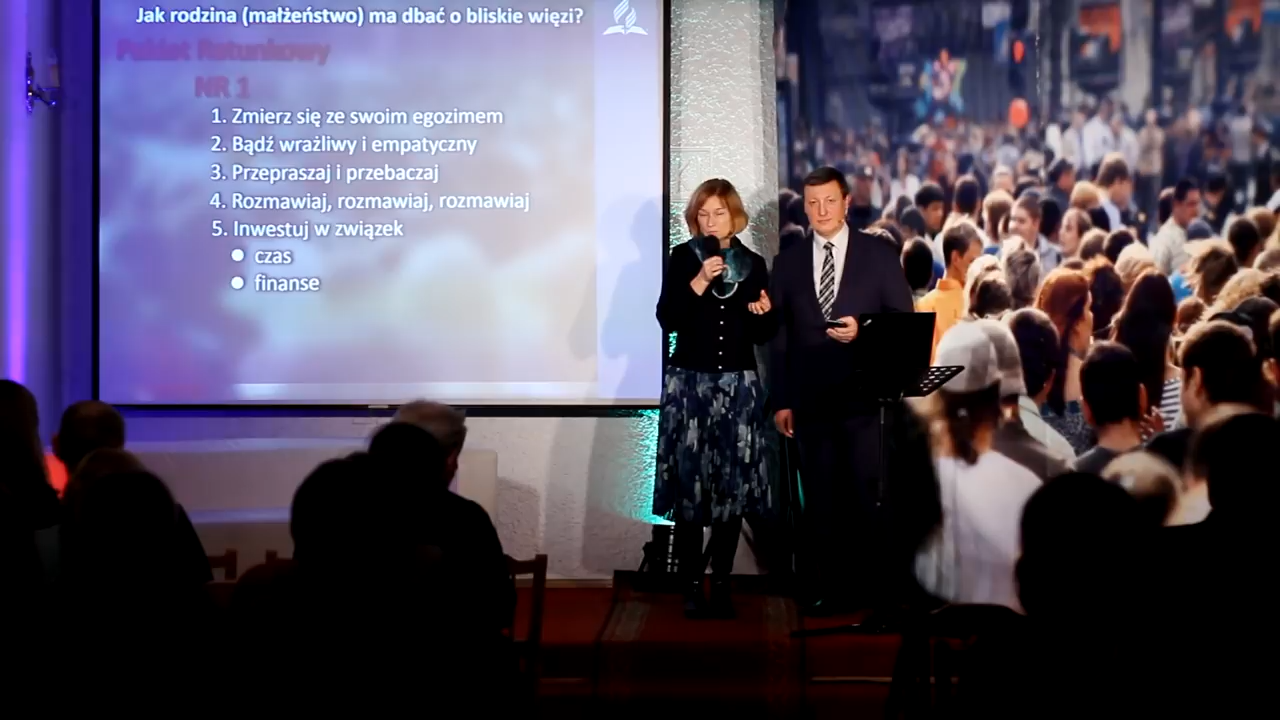 Jak rodzina (małżeństwo) ma dbać o bliskie więzi?
Pakiet Ratunkowy
NR 1
1. Zmierz się ze swoim egozimem
2. Bądź wrażliwy i empatyczny
3. Przepraszaj i przebaczaj
4. Rozmawiaj, rozmawiaj, rozmawiaj
5. Inwestuj w związek
czas
finanse